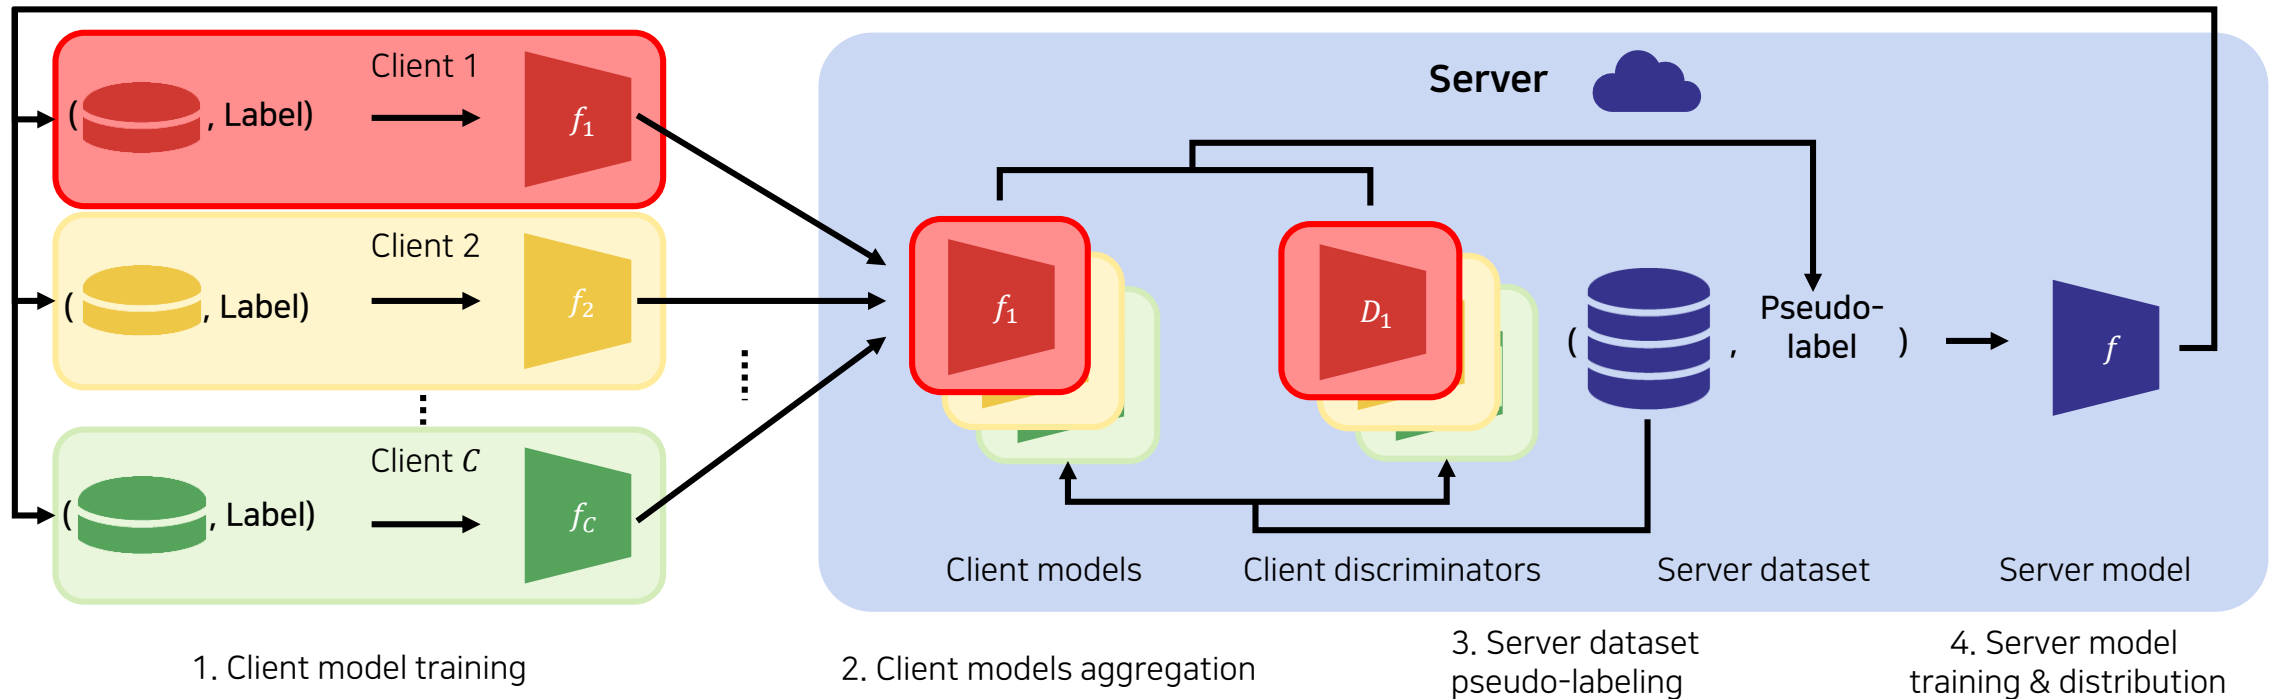 Client 1
( , Label)
f₁
Client 2
( , Label)
f₂
Client C
( , Label)
f_C
Server
f₁
D₁
( , Pseudo-
label )
f
Client models
Client discriminators
Server dataset
Server model
1. Client model training
2. Client models aggregation
3. Server dataset
pseudo-labeling
4. Server model
training & distribution